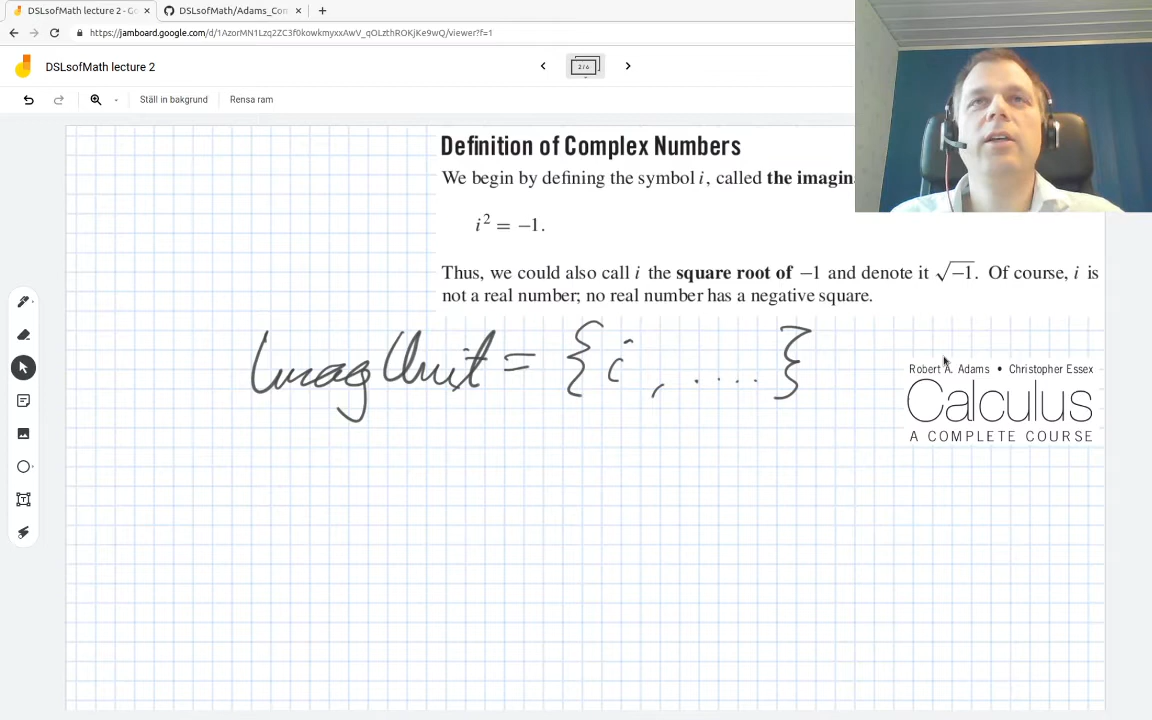 DSLsofMath lecture 2 - Go
DSLsofMath/Adams_Con
https://jamboard.google.com/d/1AzorMN1Lzq2ZC3f0kowkmyxxAwV_qOLzthROKjKe9wQ/viewer?f=1
DSLsofMath lecture 2
2/6
Ställ in bakgrund Rensa ram
Definition of Complex Numbers
We begin by defining the symbol i, called the imagin
i² = −1.
Thus, we could also call i the square root of −1 and denote it √−1. Of course, i is
not a real number; no real number has a negative square.
ImagUnit = { i , .... }
Robert A. Adams • Christopher Essex
Calculus
A COMPLETE COURSE